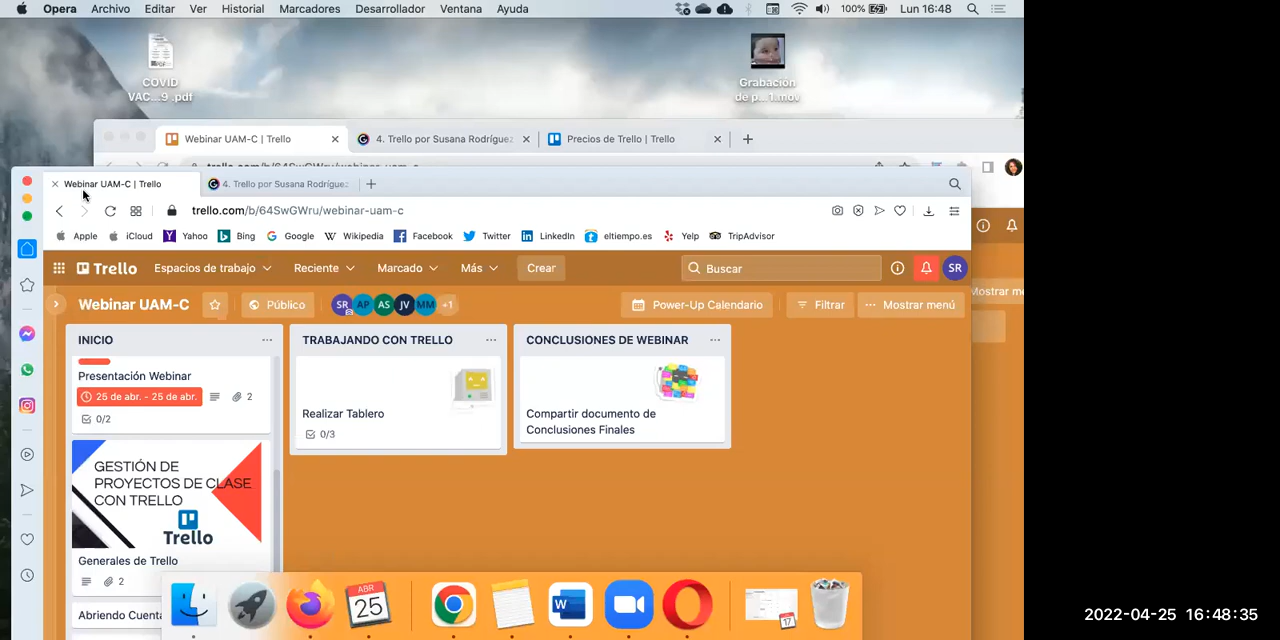 Opera Archivo Editar Ver Historial Marcadores Desarrollador Ventana Ayuda 100% Lun 16:48
COVID
VAC...9 .pdf
Grabación
de p...1.mov
Webinar UAM-C | Trello 4. Trello por Susana Rodríguez Precios de Trello | Trello
Webinar UAM-C | Trello 4. Trello por Susana Rodríguez
trello.com/b/64SwGWru/webinar-uam-c
Apple iCloud Yahoo Bing Google Wikipedia Facebook Twitter LinkedIn eltiempo.es Yelp TripAdvisor
Trello Espacios de trabajo Reciente Marcado Más Crear Buscar SR
Webinar UAM-C Público SR AP AS JV MM +1 Power-Up Calendario Filtrar Mostrar menú
INICIO
Presentación Webinar
25 de abr. - 25 de abr. 2
0/2
GESTIÓN DE
PROYECTOS DE CLASE
CON TRELLO
Trello
Generales de Trello
2
Abriendo Cuenta
TRABAJANDO CON TRELLO
Realizar Tablero
0/3
CONCLUSIONES DE WEBINAR
Compartir documento de
Conclusiones Finales
ABR
25
17
2022-04-25 16:48:35